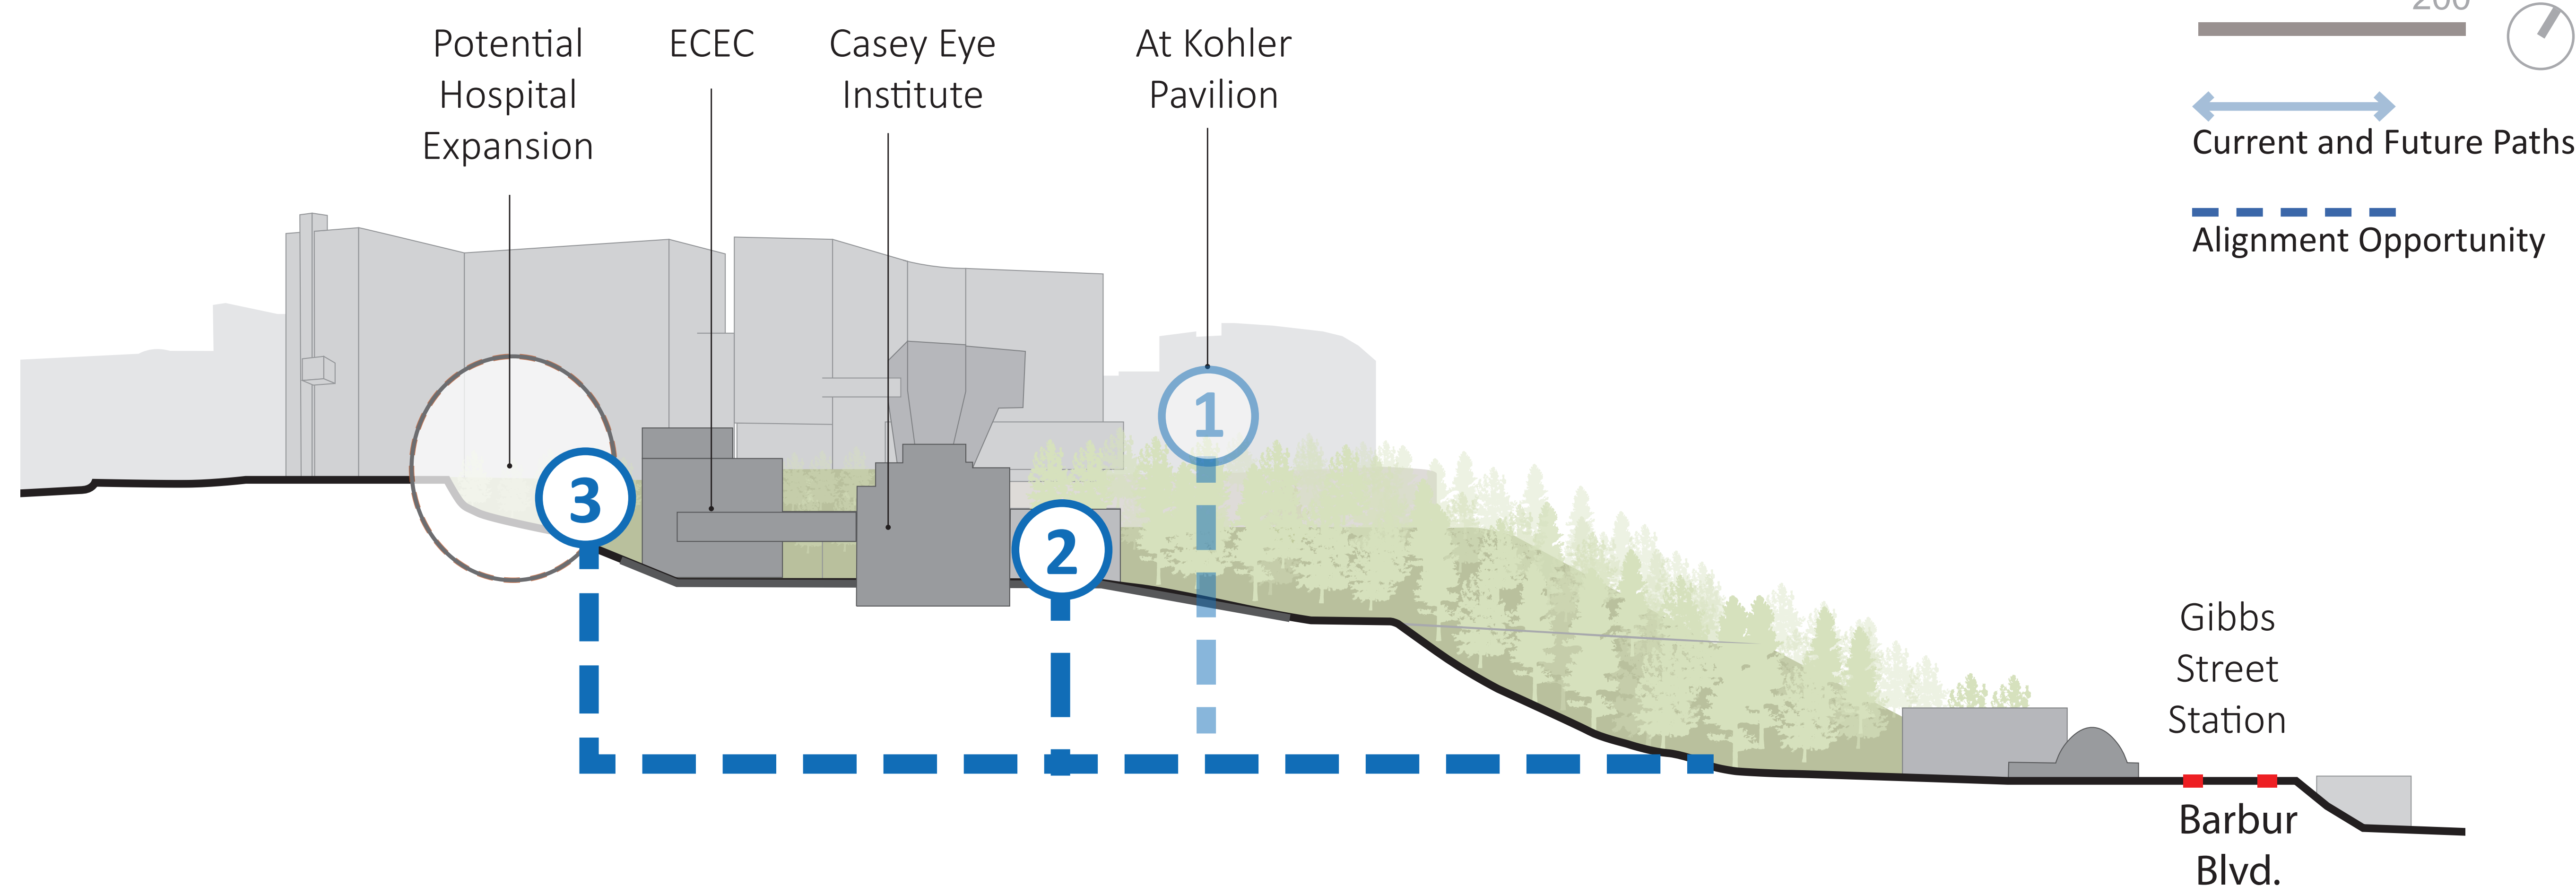 200
Potential
Hospital
Expansion
ECEC
Casey Eye
Institute
At Kohler
Pavilion
Current and Future Paths
Alignment Opportunity
1
3
2
Gibbs
Street
Station
Barbur
Blvd.